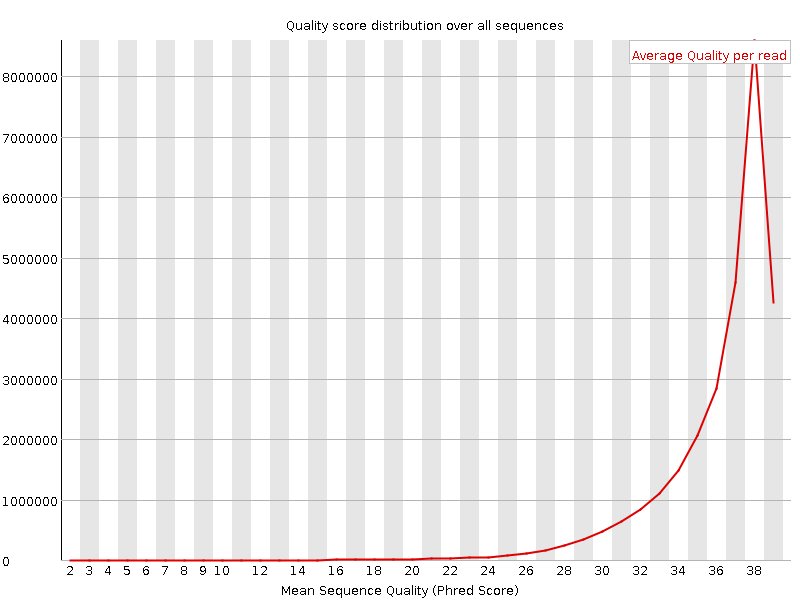 Quality score distribution over all sequences
Average Quality per read
8000000
7000000
6000000
5000000
4000000
3000000
2000000
1000000
0
2 3 4 5 6 7 8 9 10 12 14 16 18 20 22 24 26 28 30 32 34 36 38
Mean Sequence Quality (Phred Score)